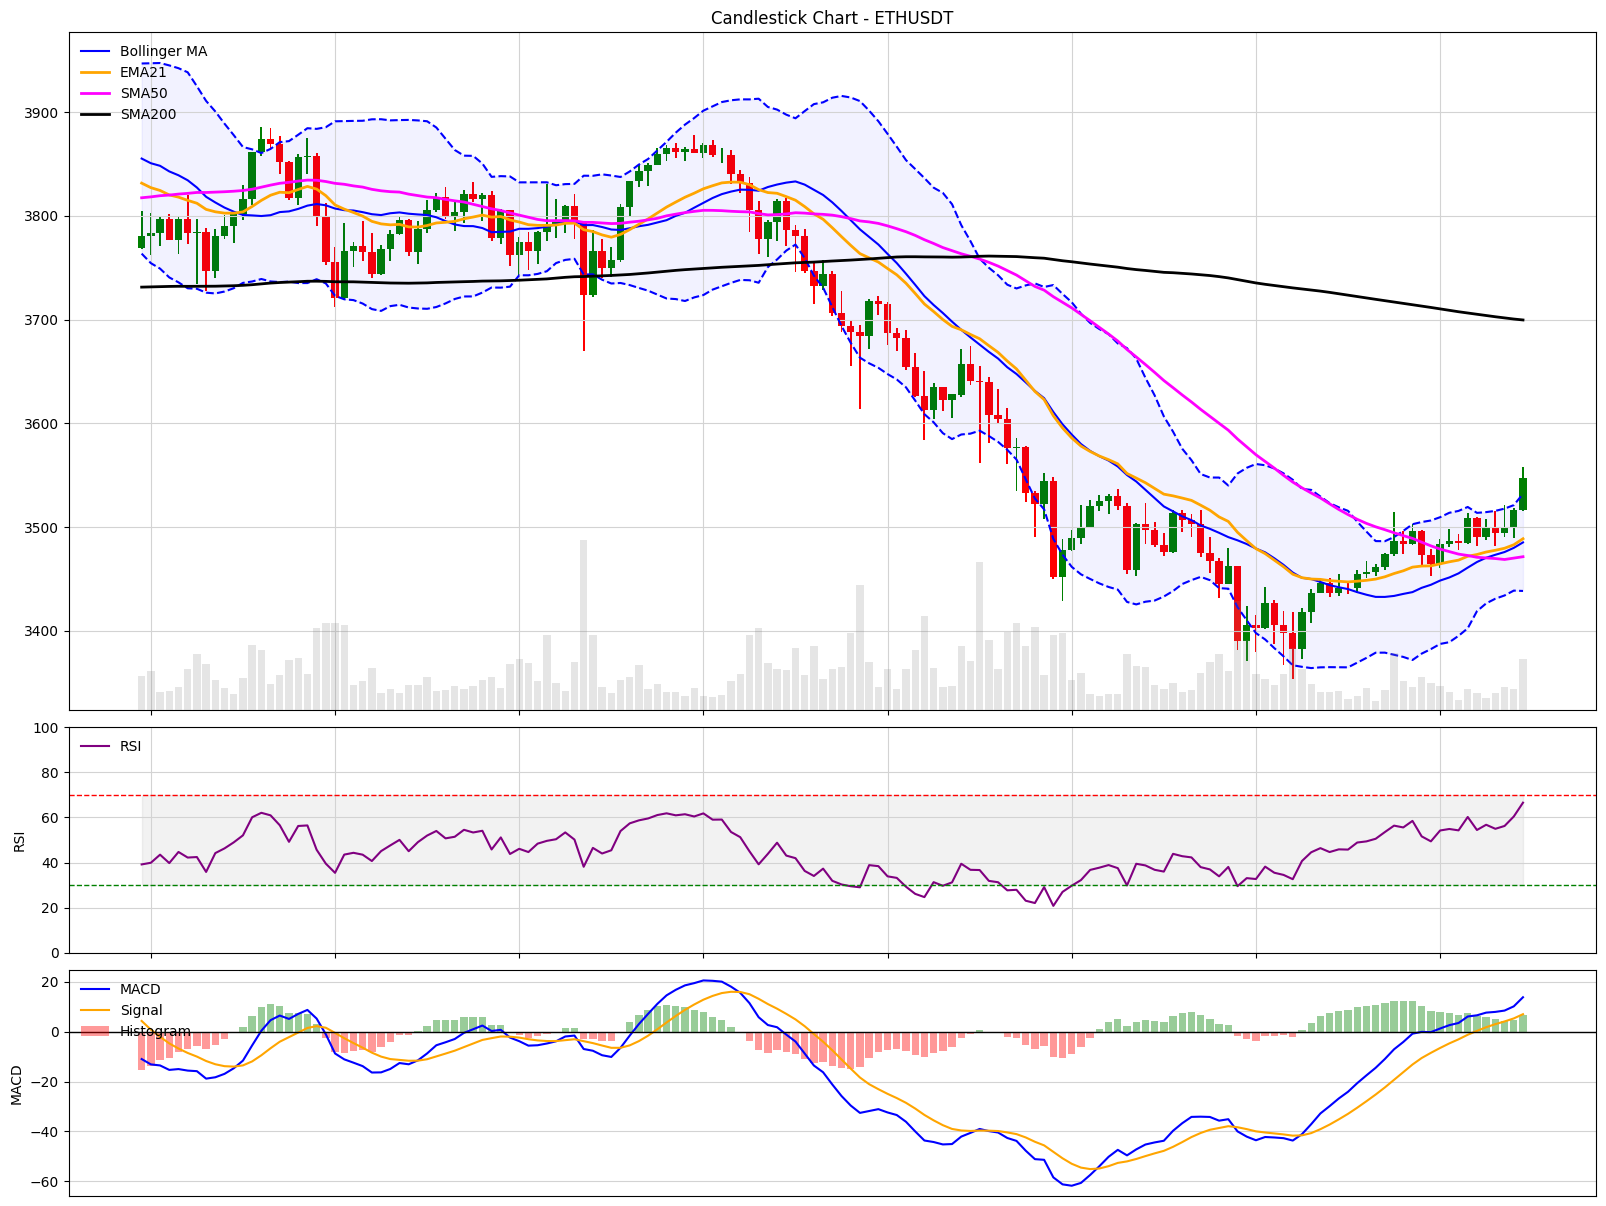 Candlestick Chart - ETHUSDT
Bollinger MA
EMA21
SMA50
SMA200
3900
3800
3700
3600
3500
3400
100
80
60
40
20
0
RSI
RSI
20
0
−20
−40
−60
MACD
MACD
Signal
Histogram